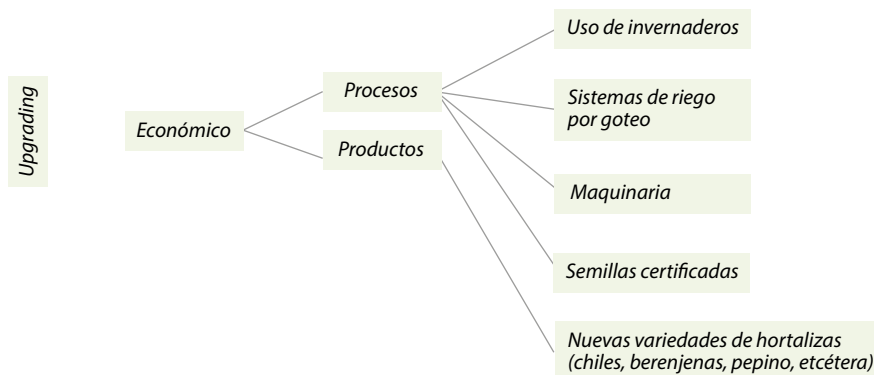 Upgrading
Económico
Procesos
Productos
Uso de invernaderos
Sistemas de riego
por goteo
Maquinaria
Semillas certificadas
Nuevas variedades de hortalizas
(chiles, berenjenas, pepino, etcétera)